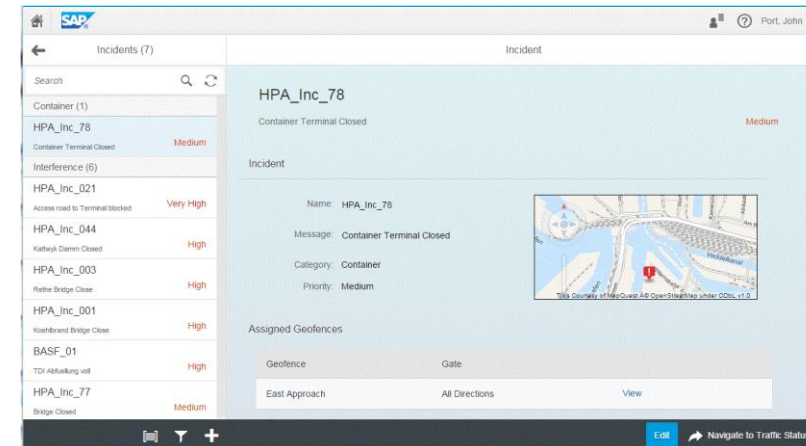 SAP
Port, John
Incidents (7)
Incident
Search
Container (1)
HPA_Inc_78
Container Terminal Closed
Medium
Interference (6)
HPA_Inc_021
Access road to Terminal blocked
Very High
HPA_Inc_044
Kattwyk Damm Closed
High
HPA_Inc_003
Rethe Bridge Close
High
HPA_Inc_001
Koehlbrand Bridge Close
High
BASF_01
TDI Abfuellung voll
High
HPA_Inc_77
Bridge Closed
Medium
HPA_Inc_78
Container Terminal Closed
Medium
Incident
Name: HPA_Inc_78
Message: Container Terminal Closed
Category: Container
Priority: Medium
Veddelkanal
Tiles Courtesy of MapQuest Â© OpenStreetMap under ODbL v1.0
Assigned Geofences
Geofence Gate
East Approach All Directions View
Edit Navigate to Traffic Statu